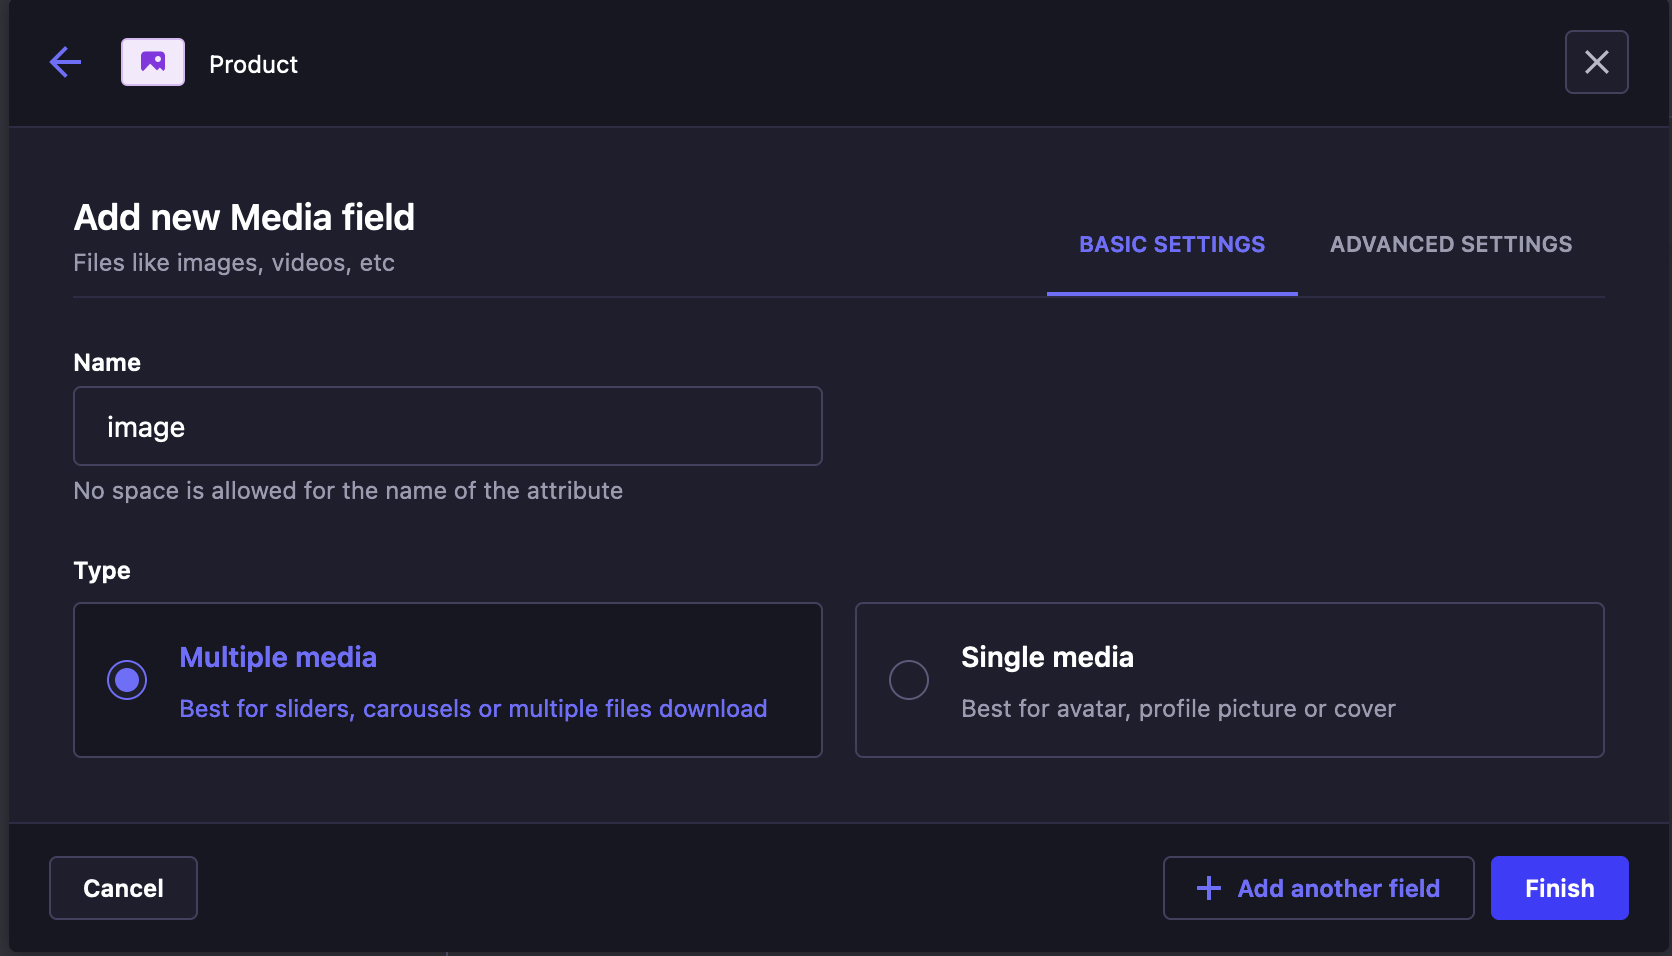 Product
Add new Media field
Files like images, videos, etc
BASIC SETTINGS
ADVANCED SETTINGS
Name
image
No space is allowed for the name of the attribute
Type
Multiple media
Best for sliders, carousels or multiple files download
Single media
Best for avatar, profile picture or cover
Cancel
Add another field
Finish